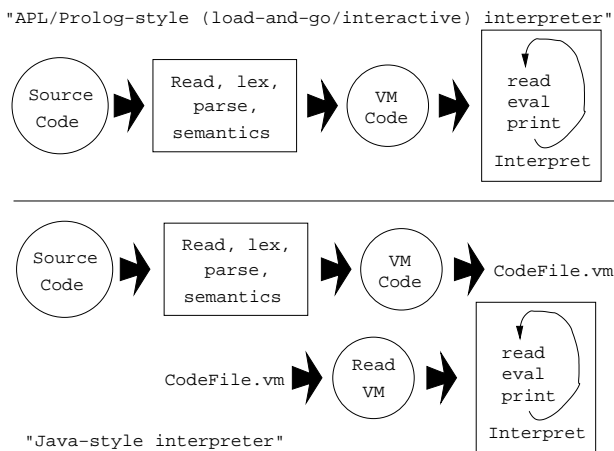 "APL/Prolog-style (load-and-go/interactive) interpreter"
Source
Code
Read, lex,
parse,
semantics
VM
Code
read
eval
print
Interpret
Source
Code
Read, lex,
parse,
semantics
VM
Code
CodeFile.vm
CodeFile.vm
Read
VM
read
eval
print
Interpret
"Java-style interpreter"